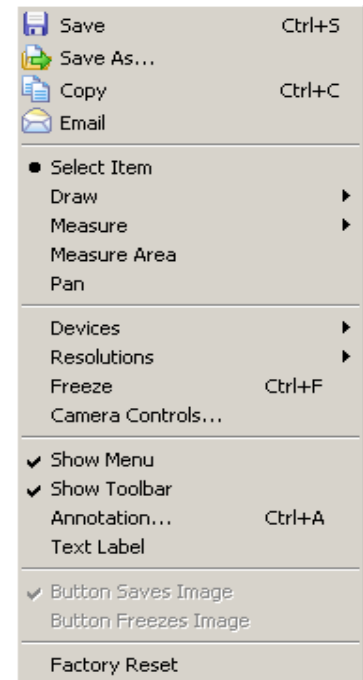 Save Ctrl+S
Save As...
Copy Ctrl+C
Email
Select Item
Draw
Measure
Measure Area
Pan
Devices
Resolutions
Freeze Ctrl+F
Camera Controls...
Show Menu
Show Toolbar
Annotation... Ctrl+A
Text Label
Button Saves Image
Button Freezes Image
Factory Reset